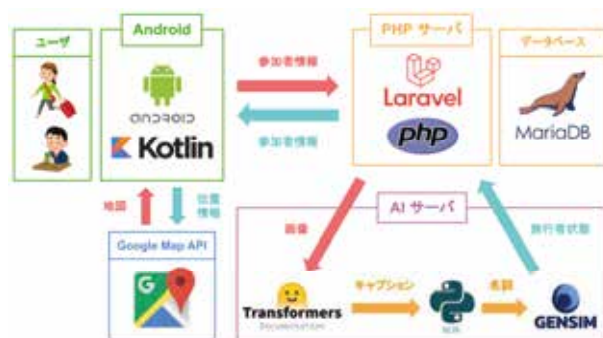 ユーザ
Android
android
Kotlin
参加者情報
参加者情報
PHP サーバ
Laravel
php
データベース
MariaDB
地図
位置
情報
Google Map API
AI サーバ
画像
旅行者状態
Transformers
Documentation
キャプション
名詞
GENSIM